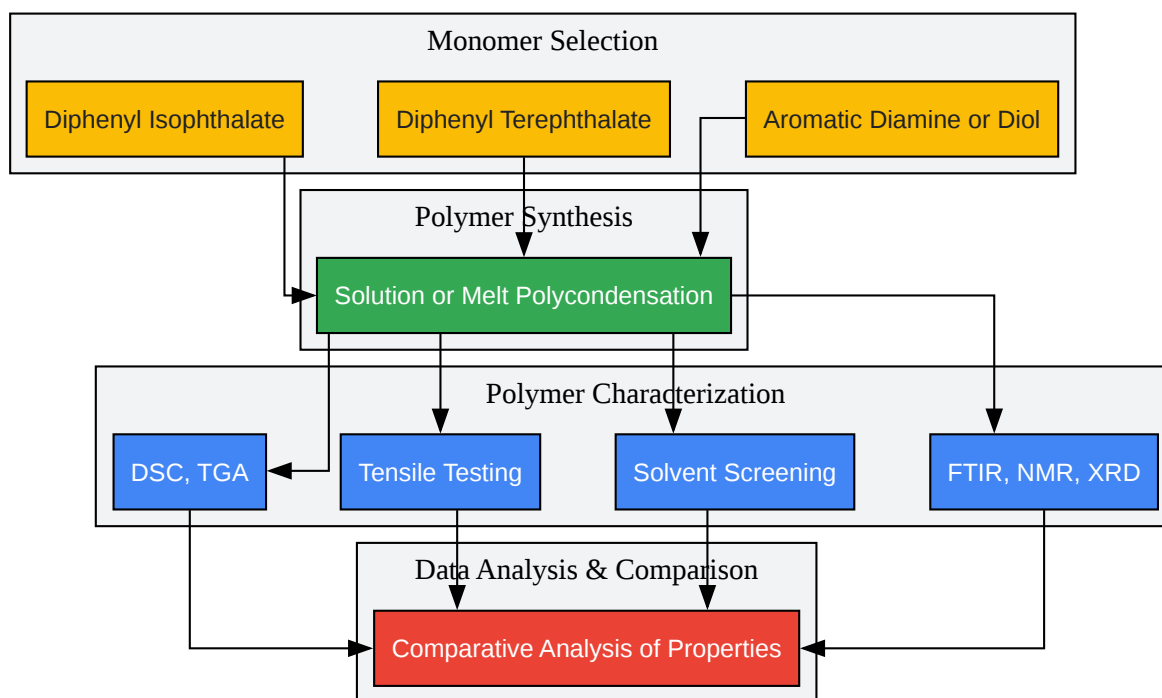 Monomer Selection
Diphenyl Isophthalate
Diphenyl Terephthalate
Aromatic Diamine or Diol
Polymer Synthesis
Solution or Melt Polycondensation
Polymer Characterization
DSC, TGA
Tensile Testing
Solvent Screening
FTIR, NMR, XRD
Data Analysis & Comparison
Comparative Analysis of Properties